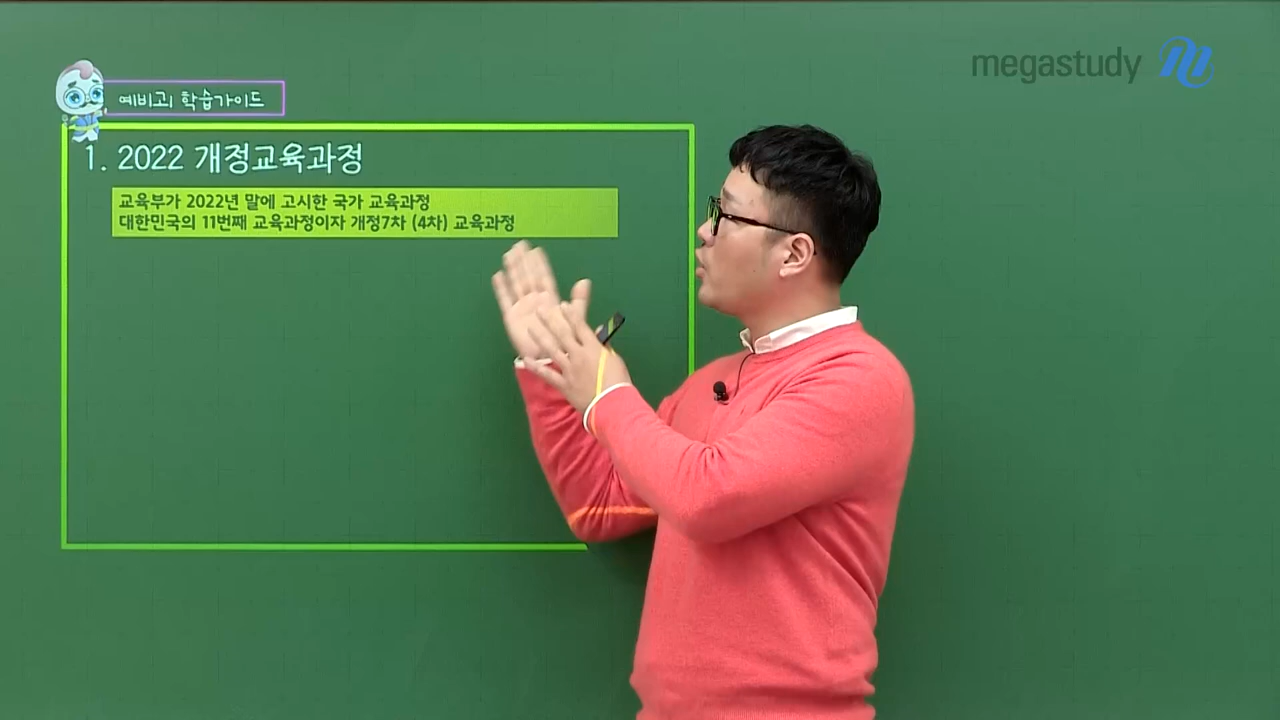 megastudy
예비고1 학습가이드
1. 2022 개정교육과정
교육부가 2022년 말에 고시한 국가 교육과정
대한민국의 11번째 교육과정이자 개정7차 (4차) 교육과정